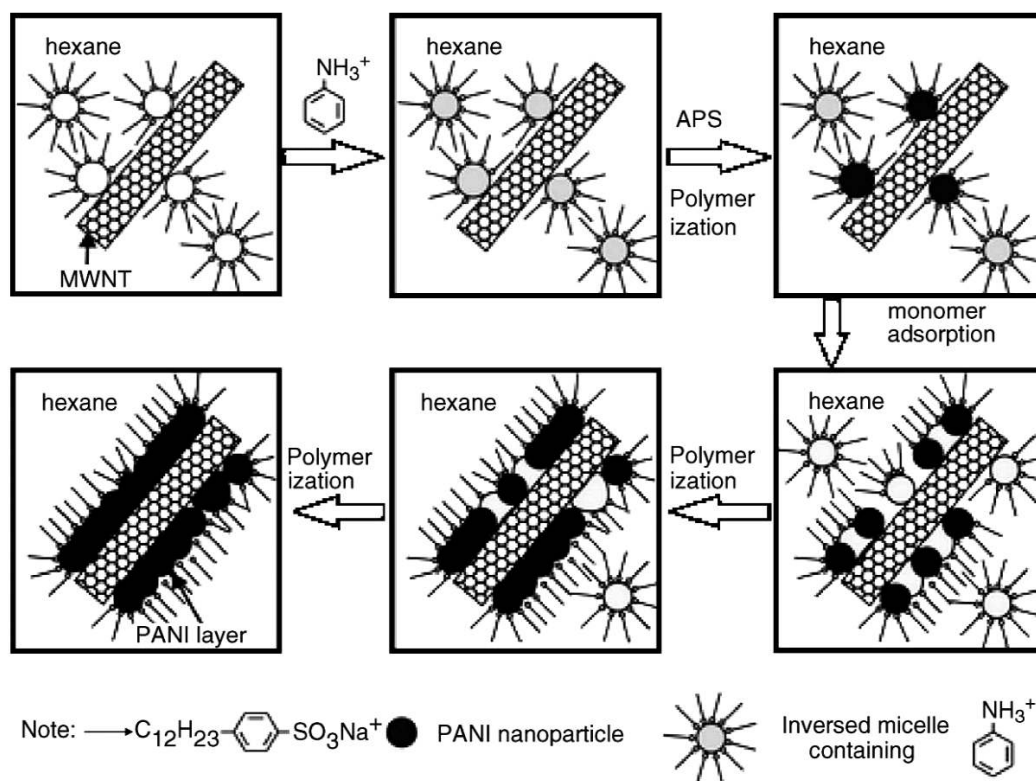 hexane
MWNT
NH3+
hexane
APS
Polymer
ization
hexane
monomer
adsorption
hexane
Polymer
ization
hexane
Polymer
ization
hexane
PANI layer
Note: → C12H23 SO3Na+ PANI nanoparticle
Inversed micelle
containing
NH3+